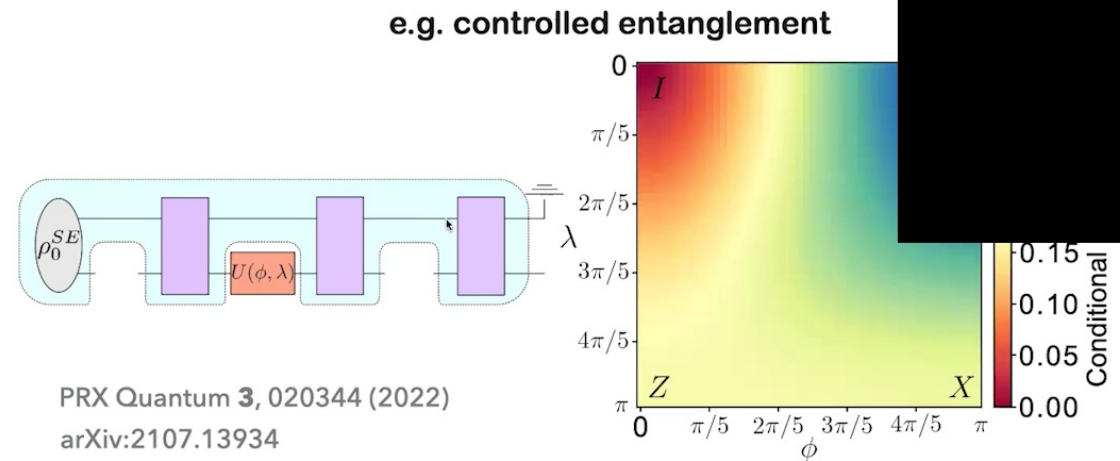 e.g. controlled entanglement
ρ₀^SE
U(ϕ, λ)
0
π/5
2π/5
3π/5
4π/5
π
λ
I
Z
X
0
π/5
2π/5
3π/5
4π/5
π
ϕ
0.15
0.10
0.05
0.00
Conditional
PRX Quantum 3, 020344 (2022)
arXiv:2107.13934